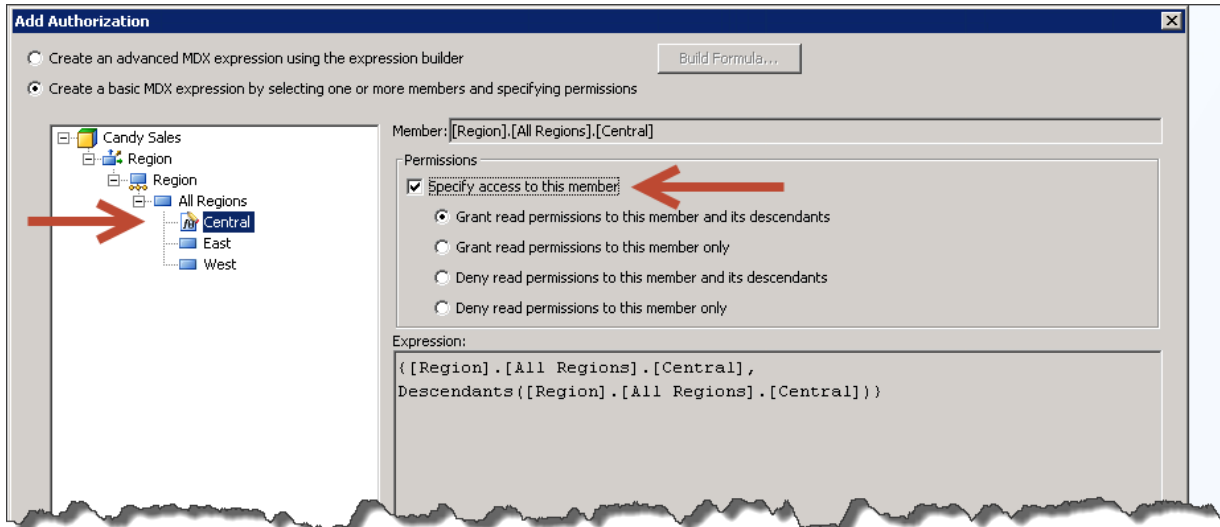 Add Authorization
Create an advanced MDX expression using the expression builder
Build Formula...
Create a basic MDX expression by selecting one or more members and specifying permissions
Candy Sales
Region
Region
All Regions
Central
East
West
Member: [Region].[All Regions].[Central]
Permissions
Specify access to this member
Grant read permissions to this member and its descendants
Grant read permissions to this member only
Deny read permissions to this member and its descendants
Deny read permissions to this member only
Expression:
{[Region].[All Regions].[Central],
Descendants([Region].[All Regions].[Central])}